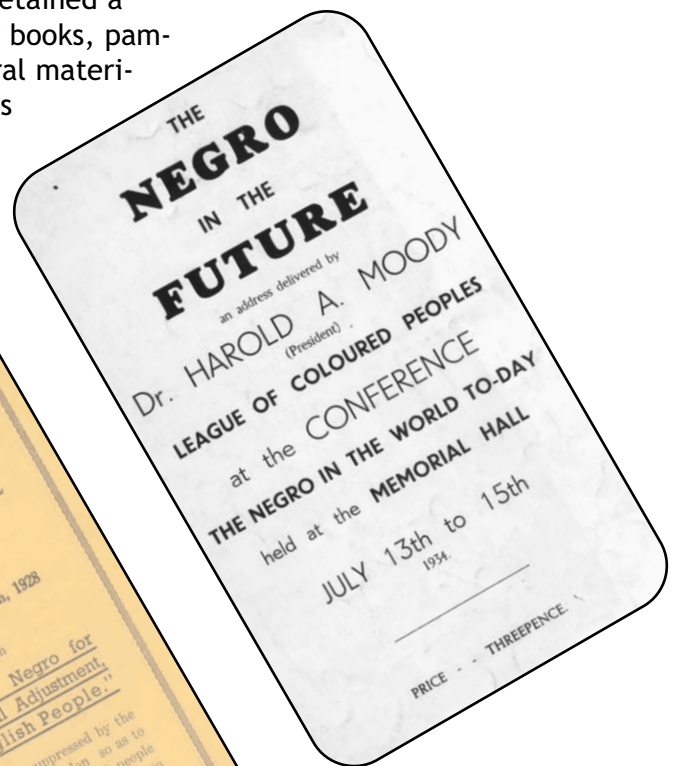 etained a
books, pam-
ral materi-
s
THE
NEGRO
IN THE
FUTURE
an address delivered by
Dr. HAROLD A. MOODY
(President) .
LEAGUE OF COLOURED PEOPLES
at the CONFERENCE
THE NEGRO IN THE WORLD TO-DAY
held at the MEMORIAL HALL
JULY 13th to 15th
1934.
PRICE - - THREEPENCE.
1928
Negro for
l Adjustment,
glish People."
uppressed by the
so as to
people